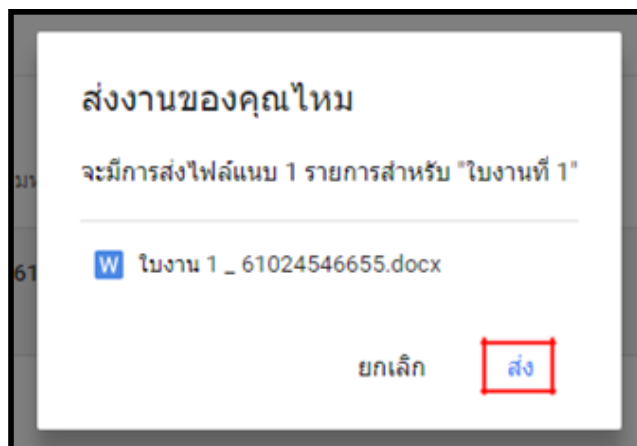 ส่งงานของคุณไหม
จะมีการส่งไฟล์แนบ 1 รายการสำหรับ "ใบงานที่ 1"
W ใบงาน 1 _ 61024546655.docx
61
ยกเลิก ส่ง